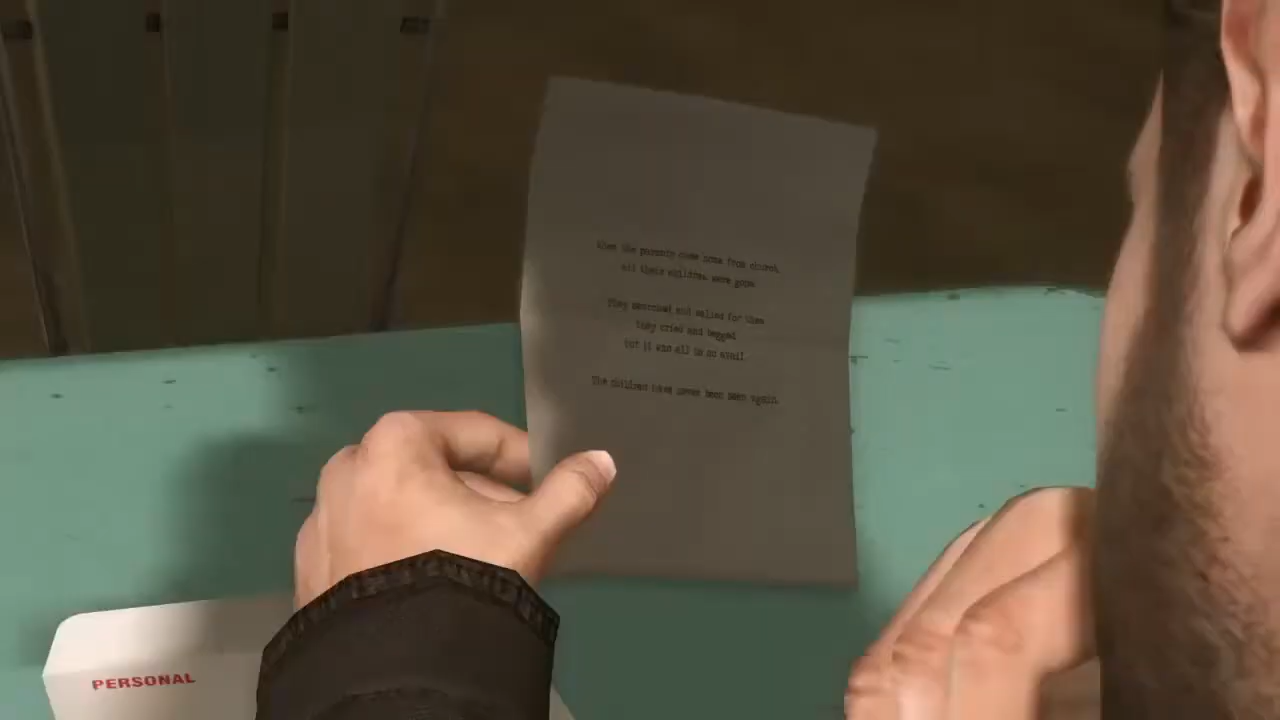 When the parents came home from church,
all their children were gone.
They searched and called for them
they cried and begged
but it was all to no avail.
The children have never been seen again.
PERSONAL